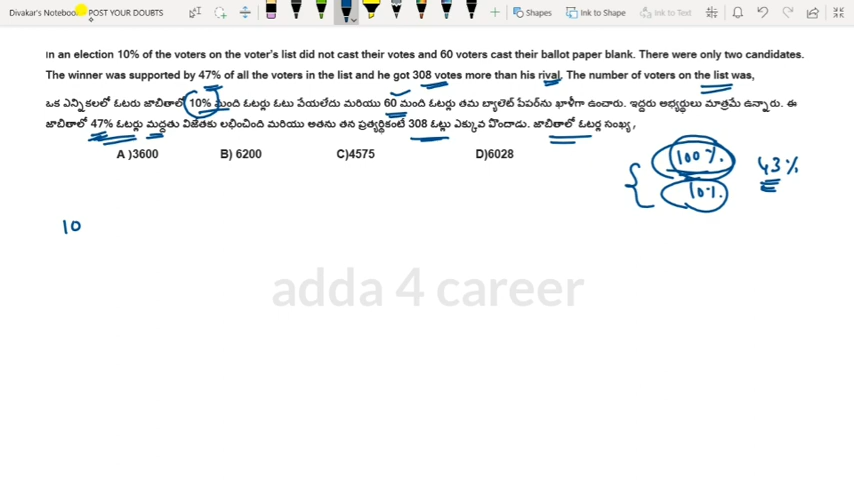 Divakar's Notebook POST YOUR DOUBTS
Shapes Ink to Shape Ink to Text
In an election 10% of the voters on the voter's list did not cast their votes and 60 voters cast their ballot paper blank. There were only two candidates.
The winner was supported by 47% of all the voters in the list and he got 308 votes more than his rival. The number of voters on the list was,
ఒక ఎన్నికలలో ఓటరు జాబితాలో 10% మంది ఓటర్లు ఓటు వేయలేదు మరియు 60 మంది ఓటర్లు తమ బ్యాలెట్ పేపర్‌ను ఖాళీగా ఉంచారు. ఇద్దరు అభ్యర్థులు మాత్రమే ఉన్నారు. ఈ
జాబితాలో 47% ఓటర్లు మద్దతు విజేతకు లభించింది మరియు అతను తన ప్రత్యర్థికంటే 308 ఓట్లు ఎక్కువ పొందాడు. జాబితాలో ఓటర్ల సంఖ్య,
A )3600 B) 6200 C)4575 D)6028
100% 43%
10%
10
adda 4 career